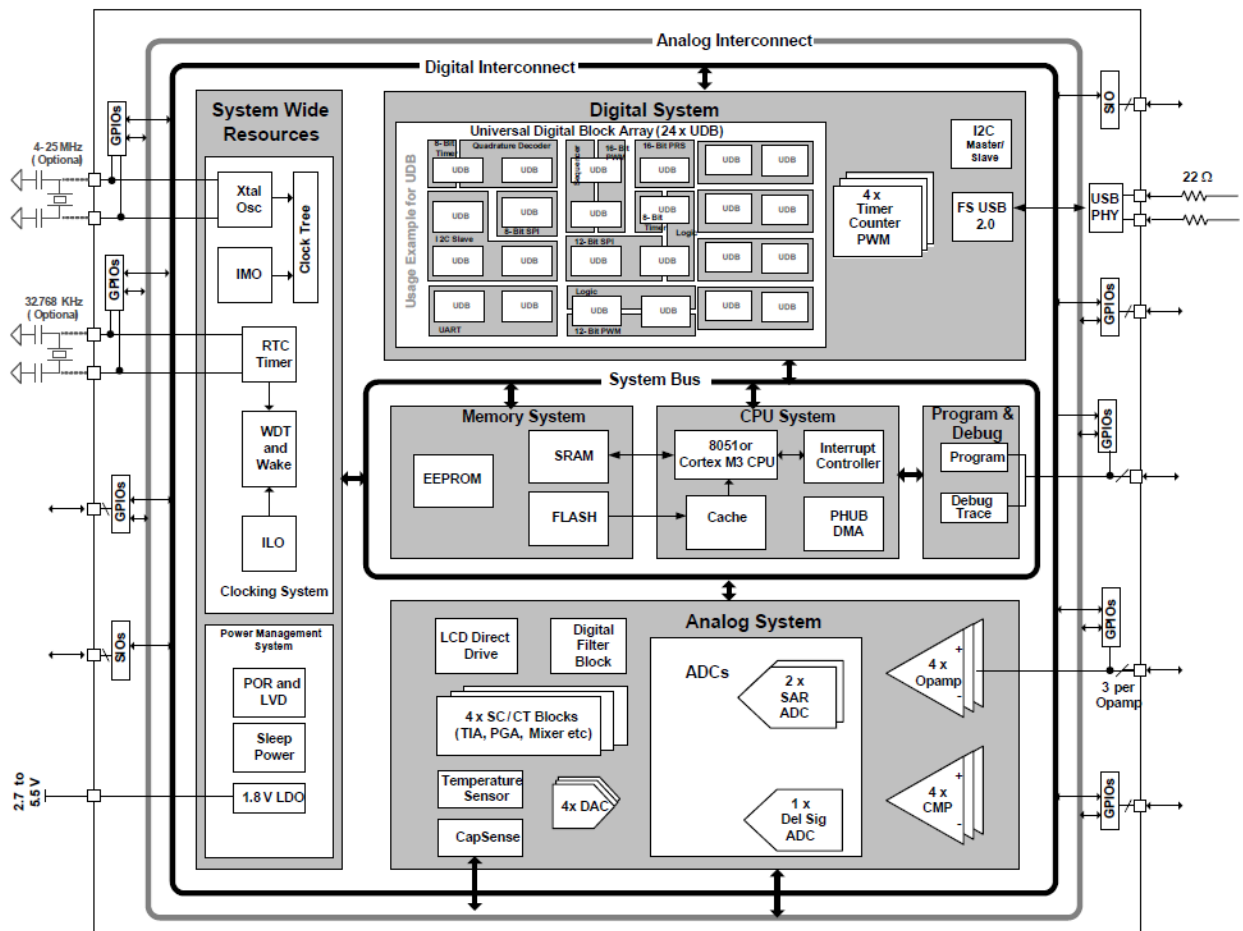 Analog Interconnect
Digital Interconnect
System Wide
Resources
GPIOs
4- 25 MHz
( Optional)
Xtal
Osc
Clock Tree
IMO
GPIOs
32.768 KHz
( Optional)
RTC
Timer
WDT
and
Wake
GPIOs
ILO
Clocking System
Power Management
System
SIOs
POR and
LVD
Sleep
Power
2.7 to
5.5 V
1.8 V LDO
Digital System
Universal Digital Block Array (24 x UDB)
Usage Example for UDB
8- Bit
Timer
Quadrature Decoder
Sequencer
16- Bit
PWM
16- Bit PRS
UDB
UDB
UDB
UDB
UDB
UDB
UDB
UDB
UDB
UDB
UDB
8- Bit
Timer
Logic
I2C Slave
8- Bit SPI
12- Bit SPI
UDB
UDB
UDB
UDB
UDB
UDB
Logic
UDB
UDB
UDB
UDB
UDB
UDB
UART
12- Bit PWM
4 x
Timer
Counter
PWM
I2C
Master/
Slave
FS USB
2.0
SIO
22 Ω
USB
PHY
GPIOs
System Bus
Memory System
EEPROM
SRAM
FLASH
CPU System
8051or
Cortex M3 CPU
Interrupt
Controller
Cache
PHUB
DMA
Program &
Debug
Program
Debug
Trace
GPIOs
Analog System
LCD Direct
Drive
Digital
Filter
Block
4 x SC / CT Blocks
(TIA, PGA, Mixer etc)
Temperature
Sensor
4x DAC
CapSense
ADCs
2 x
SAR
ADC
1 x
Del Sig
ADC
+
4 x
Opamp
-
+
4 x
CMP
-
GPIOs
3 per
Opamp
GPIOs